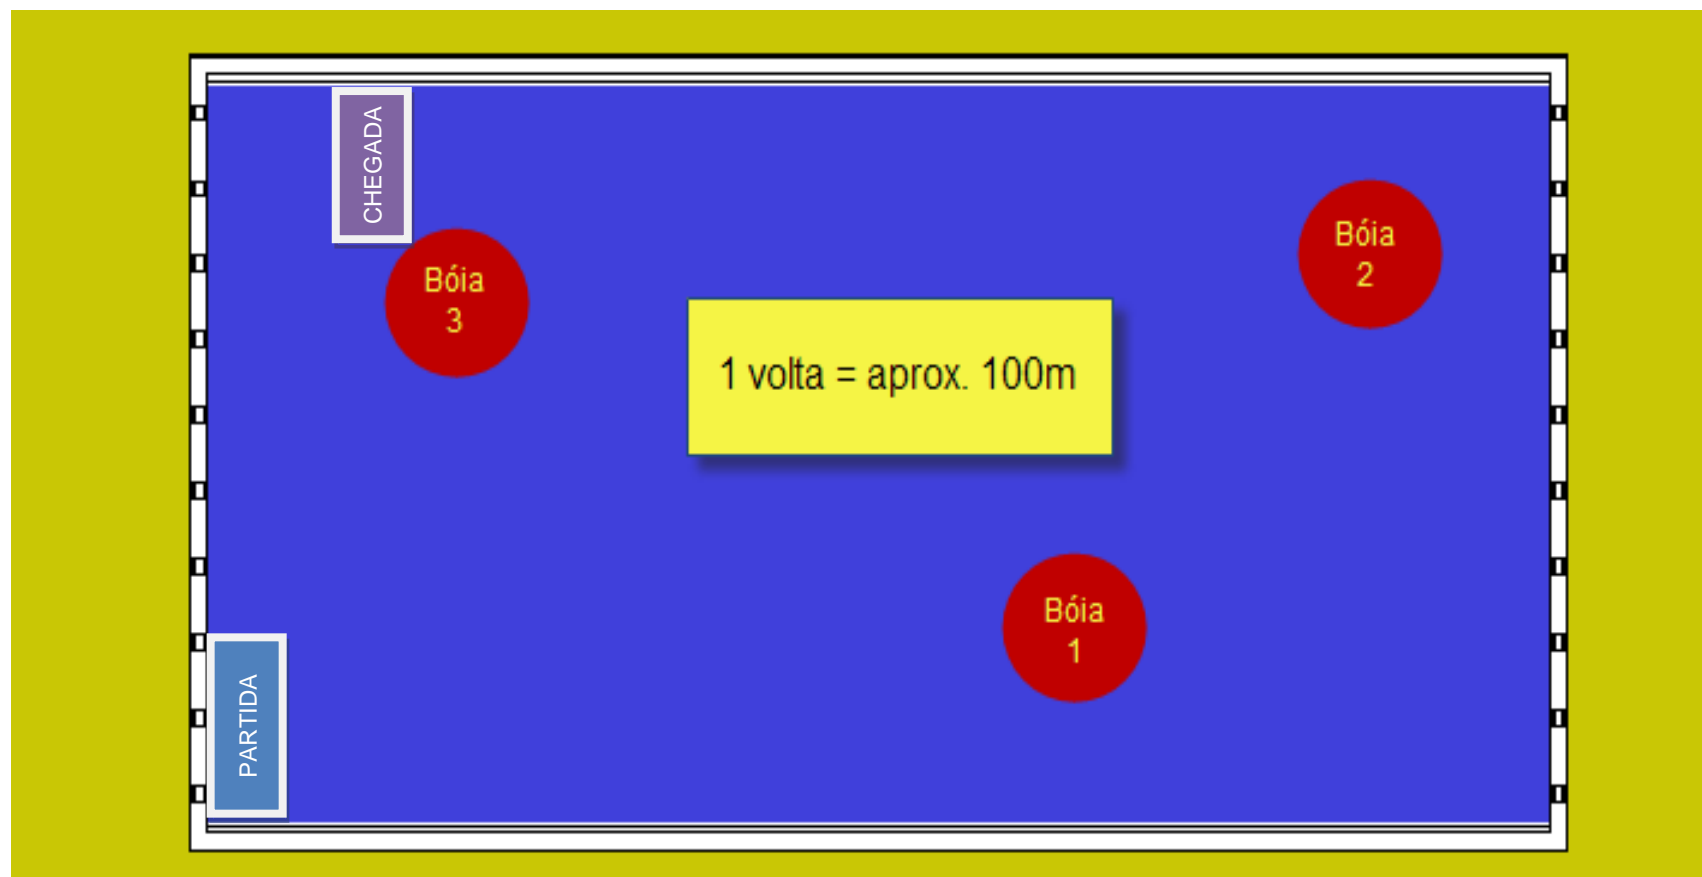 CHEGADA
Bóia
2
Bóia
3
1 volta = aprox. 100m
Bóia
1
PARTIDA